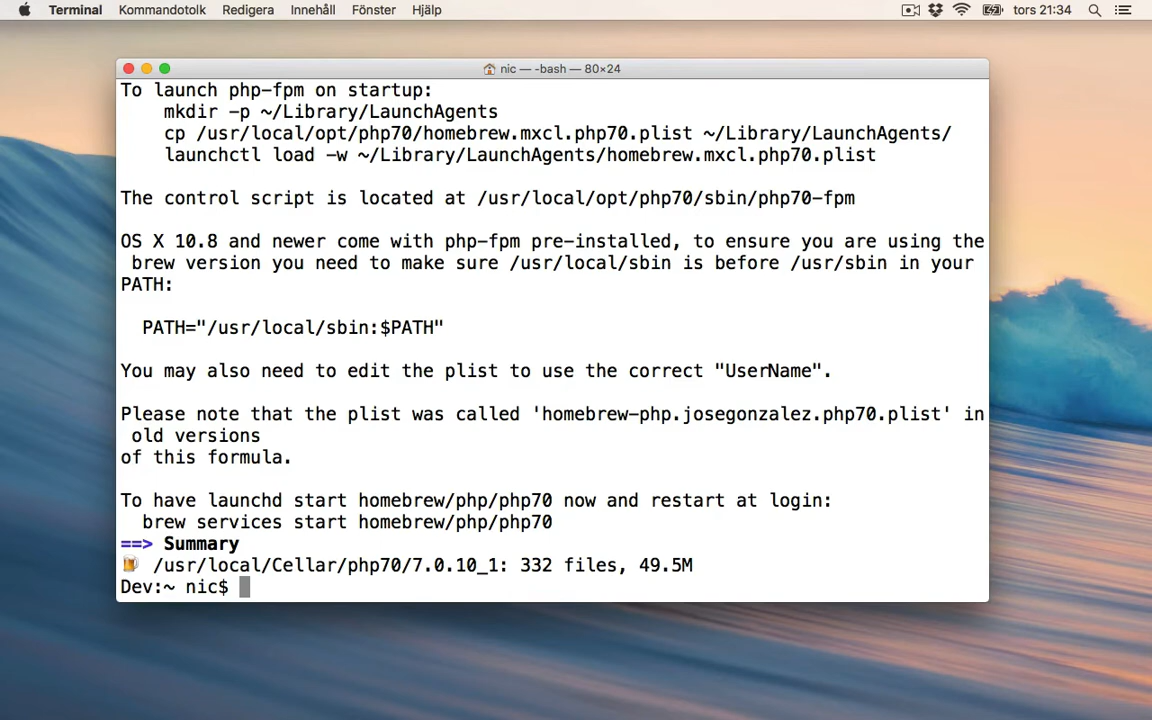 Terminal Kommandotolk Redigera Innehåll Fönster Hjälp tors 21:34
nic — -bash — 80×24
To launch php-fpm on startup:
mkdir -p ~/Library/LaunchAgents
cp /usr/local/opt/php70/homebrew.mxcl.php70.plist ~/Library/LaunchAgents/
launchctl load -w ~/Library/LaunchAgents/homebrew.mxcl.php70.plist
The control script is located at /usr/local/opt/php70/sbin/php70-fpm
OS X 10.8 and newer come with php-fpm pre-installed, to ensure you are using the
brew version you need to make sure /usr/local/sbin is before /usr/sbin in your
PATH:
PATH="/usr/local/sbin:$PATH"
You may also need to edit the plist to use the correct "UserName".
Please note that the plist was called 'homebrew-php.josegonzalez.php70.plist' in
old versions
of this formula.
To have launchd start homebrew/php/php70 now and restart at login:
brew services start homebrew/php/php70
==> Summary
🍺 /usr/local/Cellar/php70/7.0.10_1: 332 files, 49.5M
Dev:~ nic$